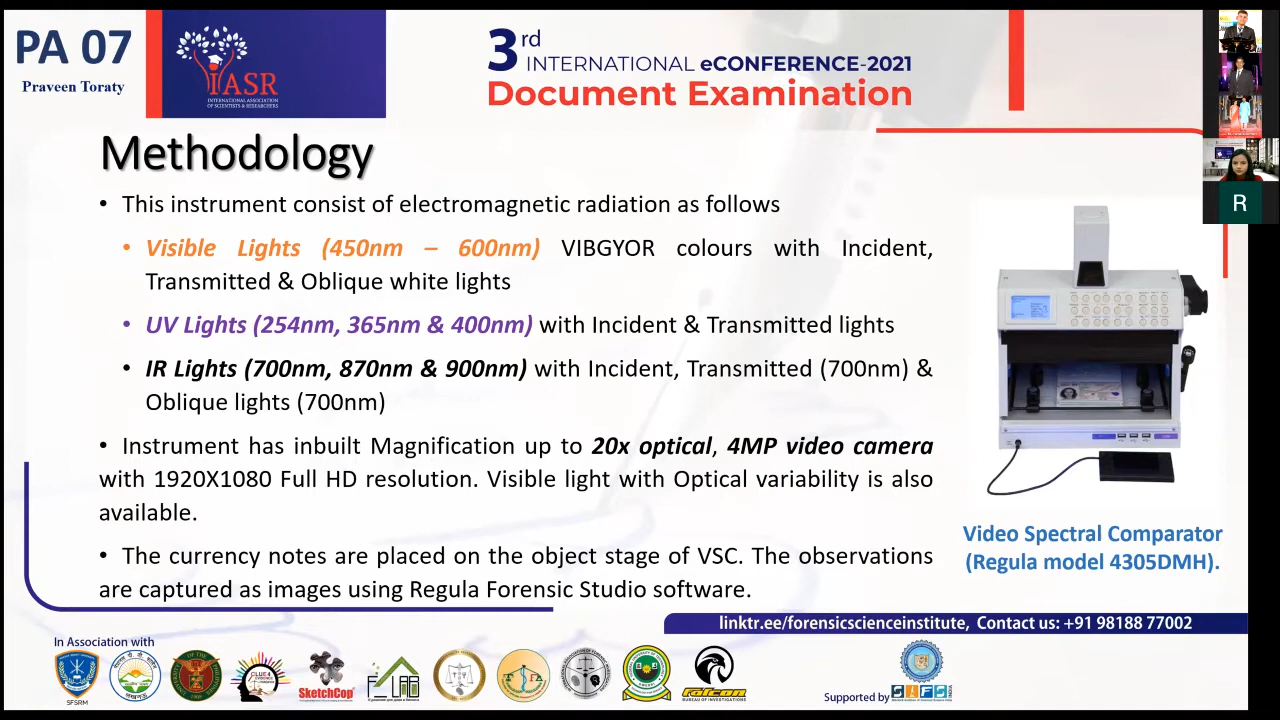 PA 07
Praveen Toraty
IASR
INTERNATIONAL ASSOCIATION
OF SCIENTISTS & RESEARCHERS
3rd
INTERNATIONAL eCONFERENCE-2021
Document Examination
R
Methodology
• This instrument consist of electromagnetic radiation as follows
• Visible Lights (450nm – 600nm) VIBGYOR colours with Incident,
Transmitted & Oblique white lights
• UV Lights (254nm, 365nm & 400nm) with Incident & Transmitted lights
• IR Lights (700nm, 870nm & 900nm) with Incident, Transmitted (700nm) &
Oblique lights (700nm)
• Instrument has inbuilt Magnification up to 20x optical, 4MP video camera
with 1920X1080 Full HD resolution. Visible light with Optical variability is also
available.
• The currency notes are placed on the object stage of VSC. The observations
are captured as images using Regula Forensic Studio software.
Video Spectral Comparator
(Regula model 4305DMH).
linktr.ee/forensicscienceinstitute, Contact us: +91 98188 77002
In Association with
SFSRM
CLUE4
SketchCop
falcon
BUREAU OF INVESTIGATIONS
Supported by
SIFS